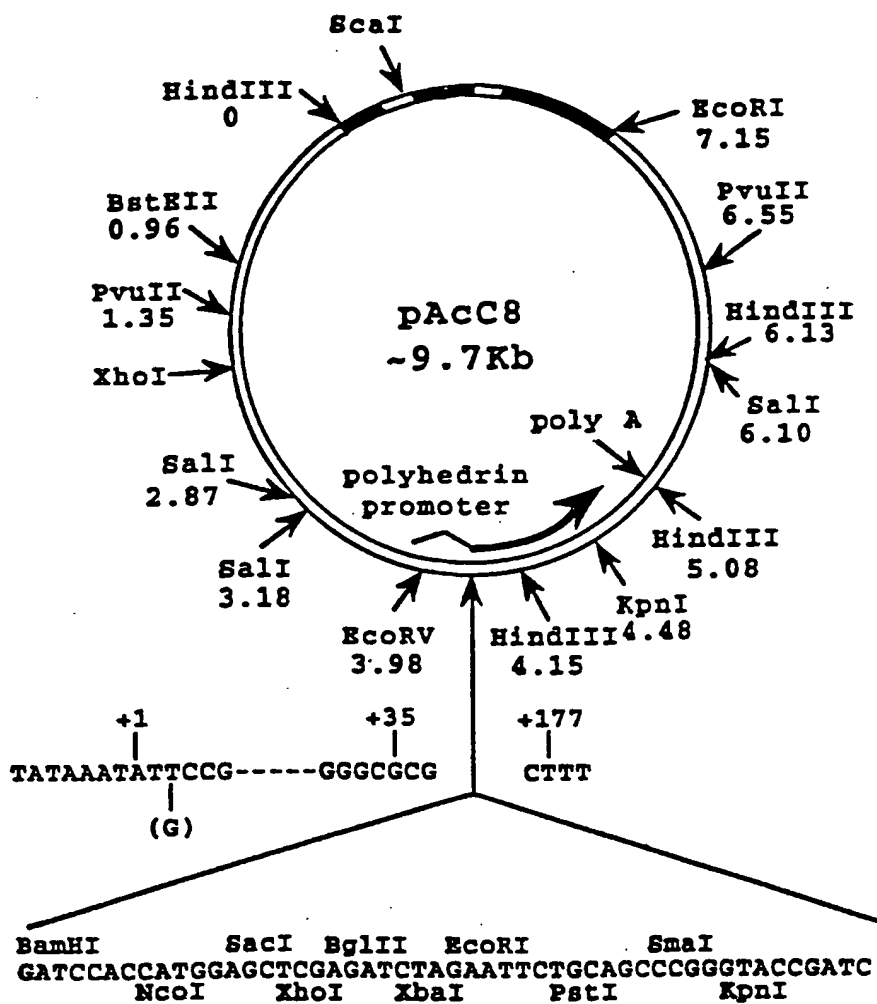 ScaI
HindIII
0
EcoRI
7.15
BstEII
0.96
PvuII
6.55
PvuII
1.35
pAcC8
~9.7Kb
HindIII
6.13
XhoI
SalI
6.10
poly A
SalI
2.87
polyhedrin
promoter
HindIII
5.08
SalI
3.18
KpnI
4.48
EcoRV
3.98
HindIII
4.15
+1
+35
+177
TATAAATATTCCG-----GGGCGCG
CTTT
(G)
BamHI SacI BglII EcoRI SmaI
GATCCACCATGGAGCTCGAGATCTAGAATTCTGCAGCCCGGGTACCGATC
NcoI XhoI XbaI PstI KpnI